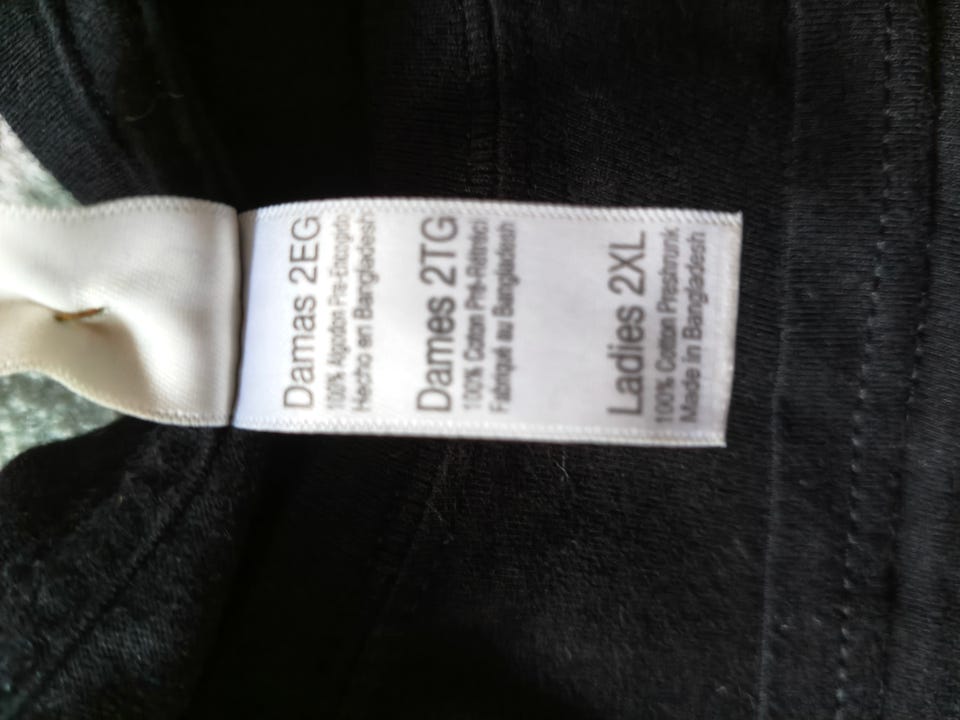 Damas 2EG
100% Algodon Pre-Encogido
Hecho en Bangladesh
Dames 2TG
100% Coton Pré-Rétréci
Fabriqué au Bangladesh
Ladies 2XL
100% Cotton Preshrunk
Made in Bangladesh